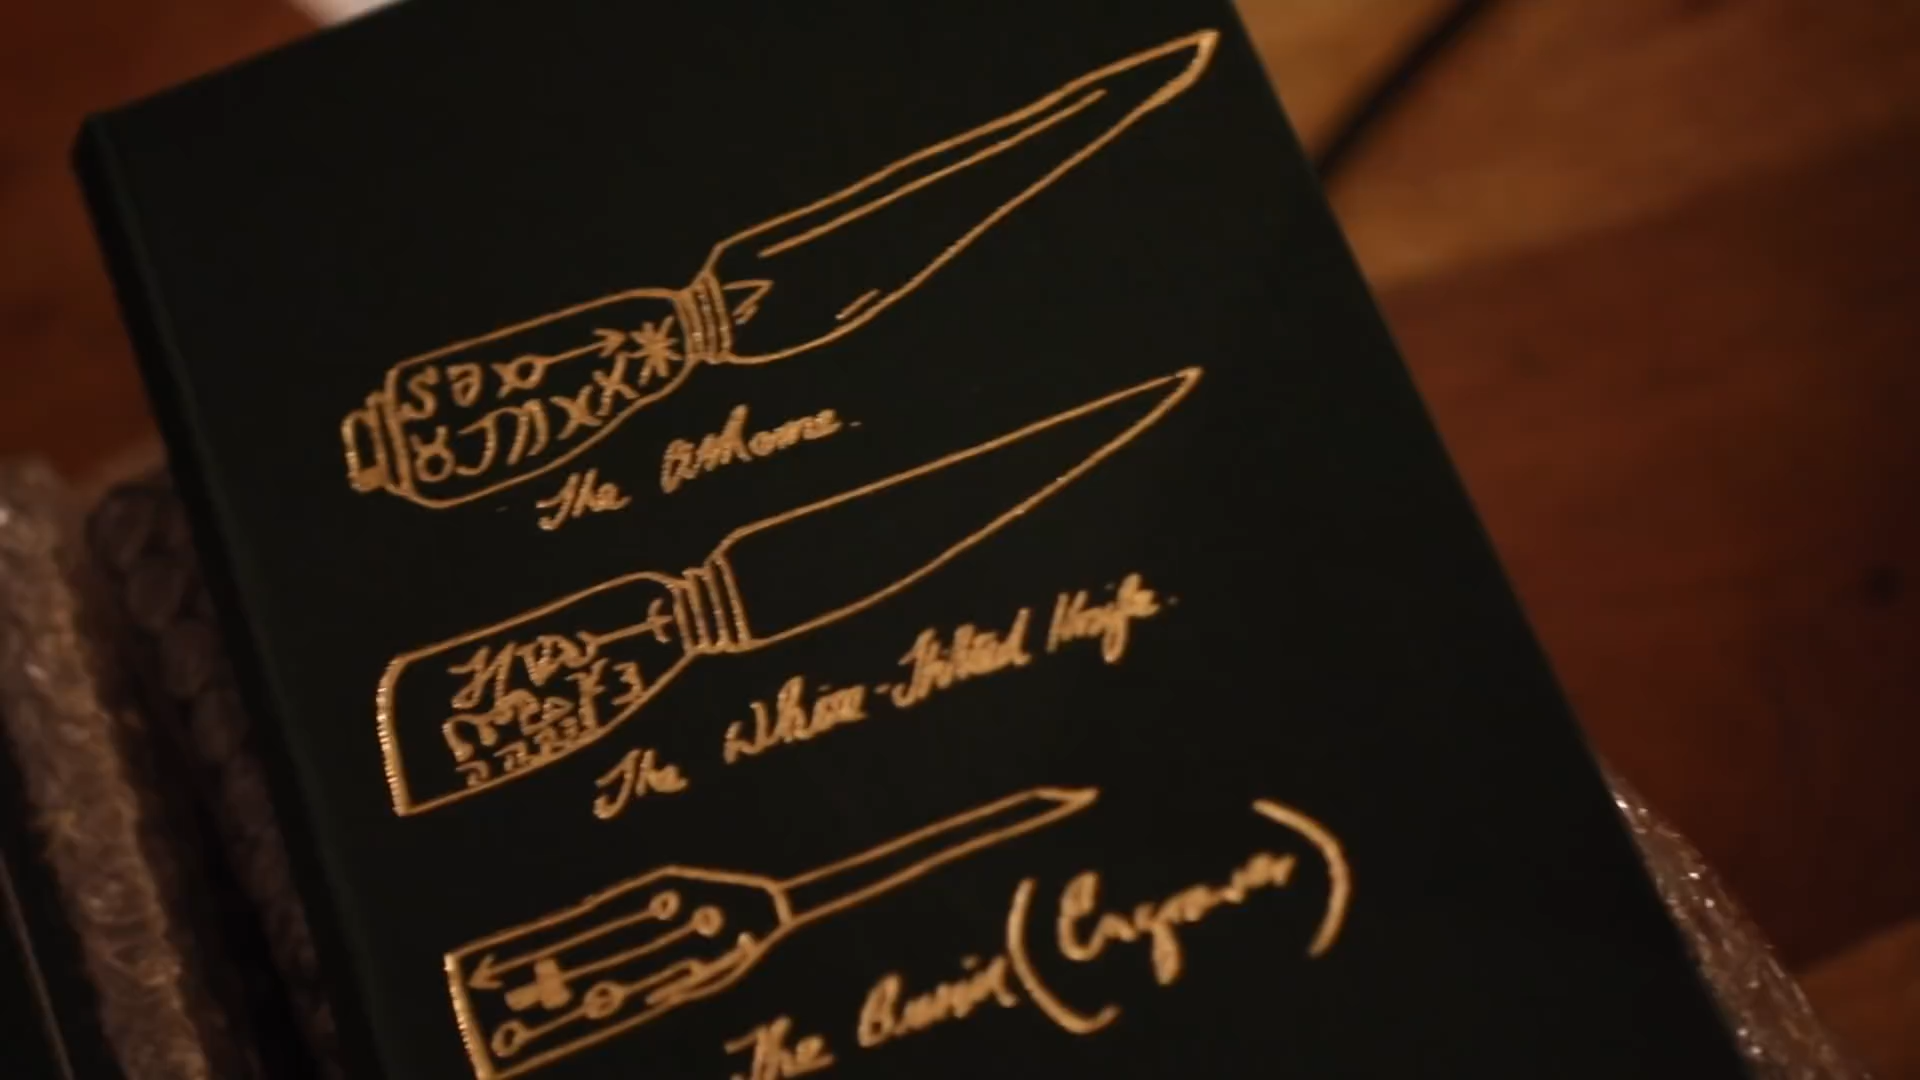 The Athame.
The White-Hilted Knife.
The Burin (Engraver)